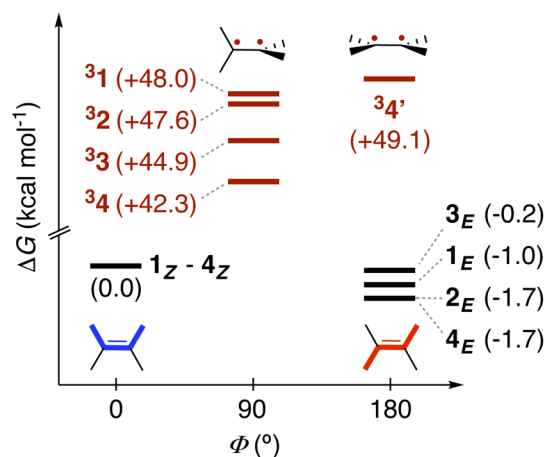 ³1 (+48.0)
³2 (+47.6)
³3 (+44.9)
³4 (+42.3)
³4'
(+49.1)
ΔG (kcal mol⁻¹)
1Z - 4Z
(0.0)
3E (-0.2)
1E (-1.0)
2E (-1.7)
4E (-1.7)
0
90
180
Φ (º)